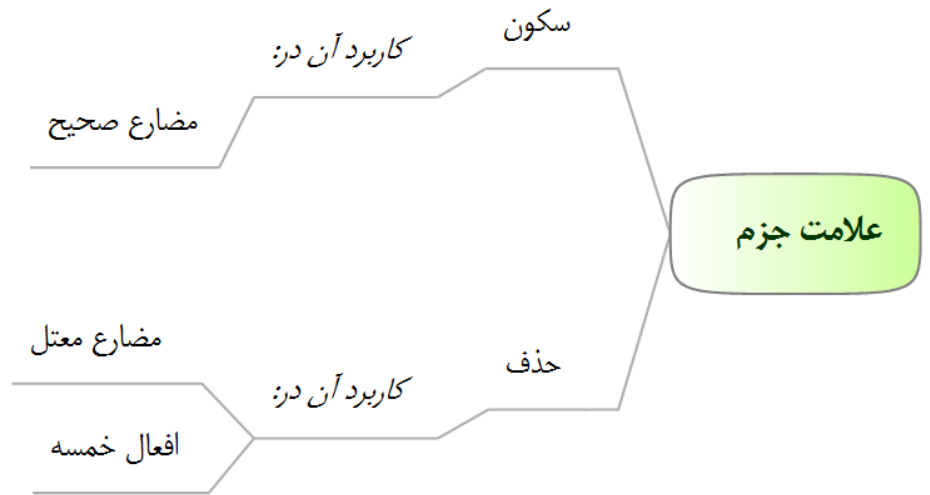 علامت جزم
سکون
کاربرد آن در:
مضارع صحیح
حذف
کاربرد آن در:
مضارع معتل
افعال خمسه